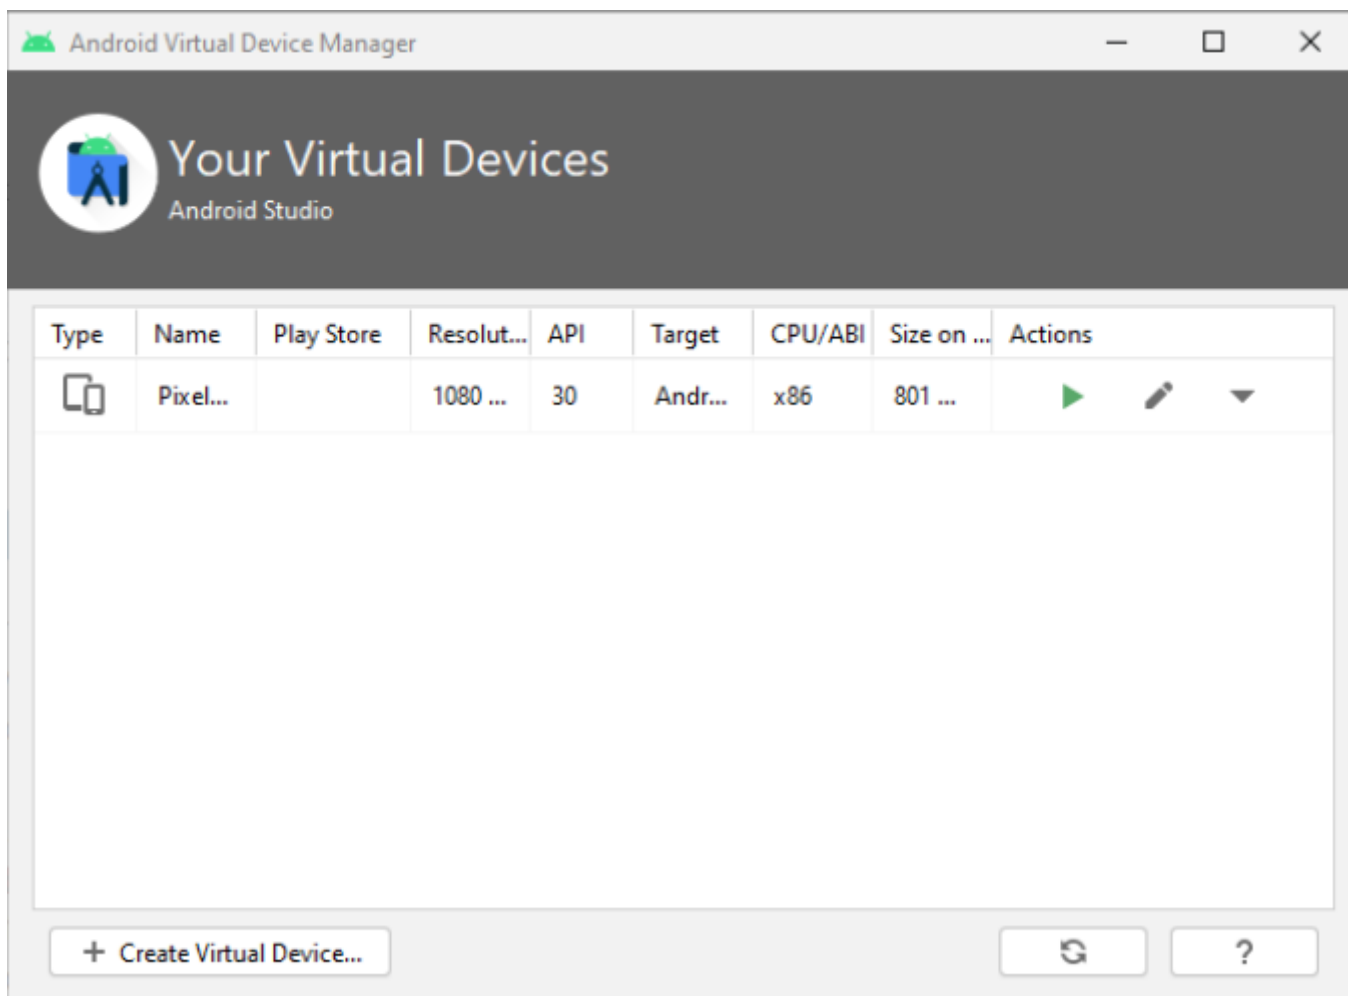 Android Virtual Device Manager
Your Virtual Devices
Android Studio
Type Name Play Store Resolut... API Target CPU/ABI Size on ... Actions
Pixel... 1080 ... 30 Andr... x86 801 ...
+ Create Virtual Device... ?